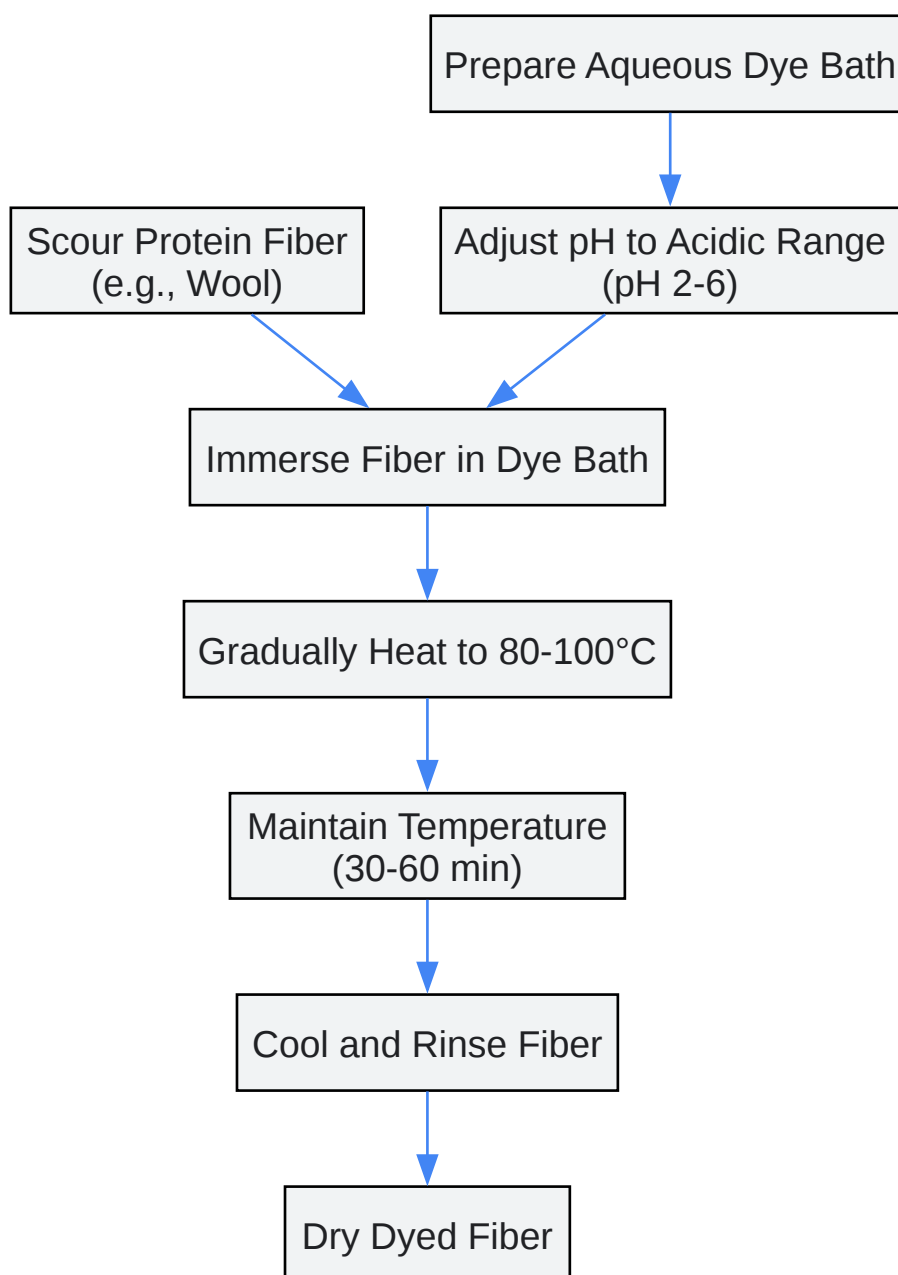 Prepare Aqueous Dye Bath
Scour Protein Fiber
(e.g., Wool)
Adjust pH to Acidic Range
(pH 2-6)
Immerse Fiber in Dye Bath
Gradually Heat to 80-100°C
Maintain Temperature
(30-60 min)
Cool and Rinse Fiber
Dry Dyed Fiber